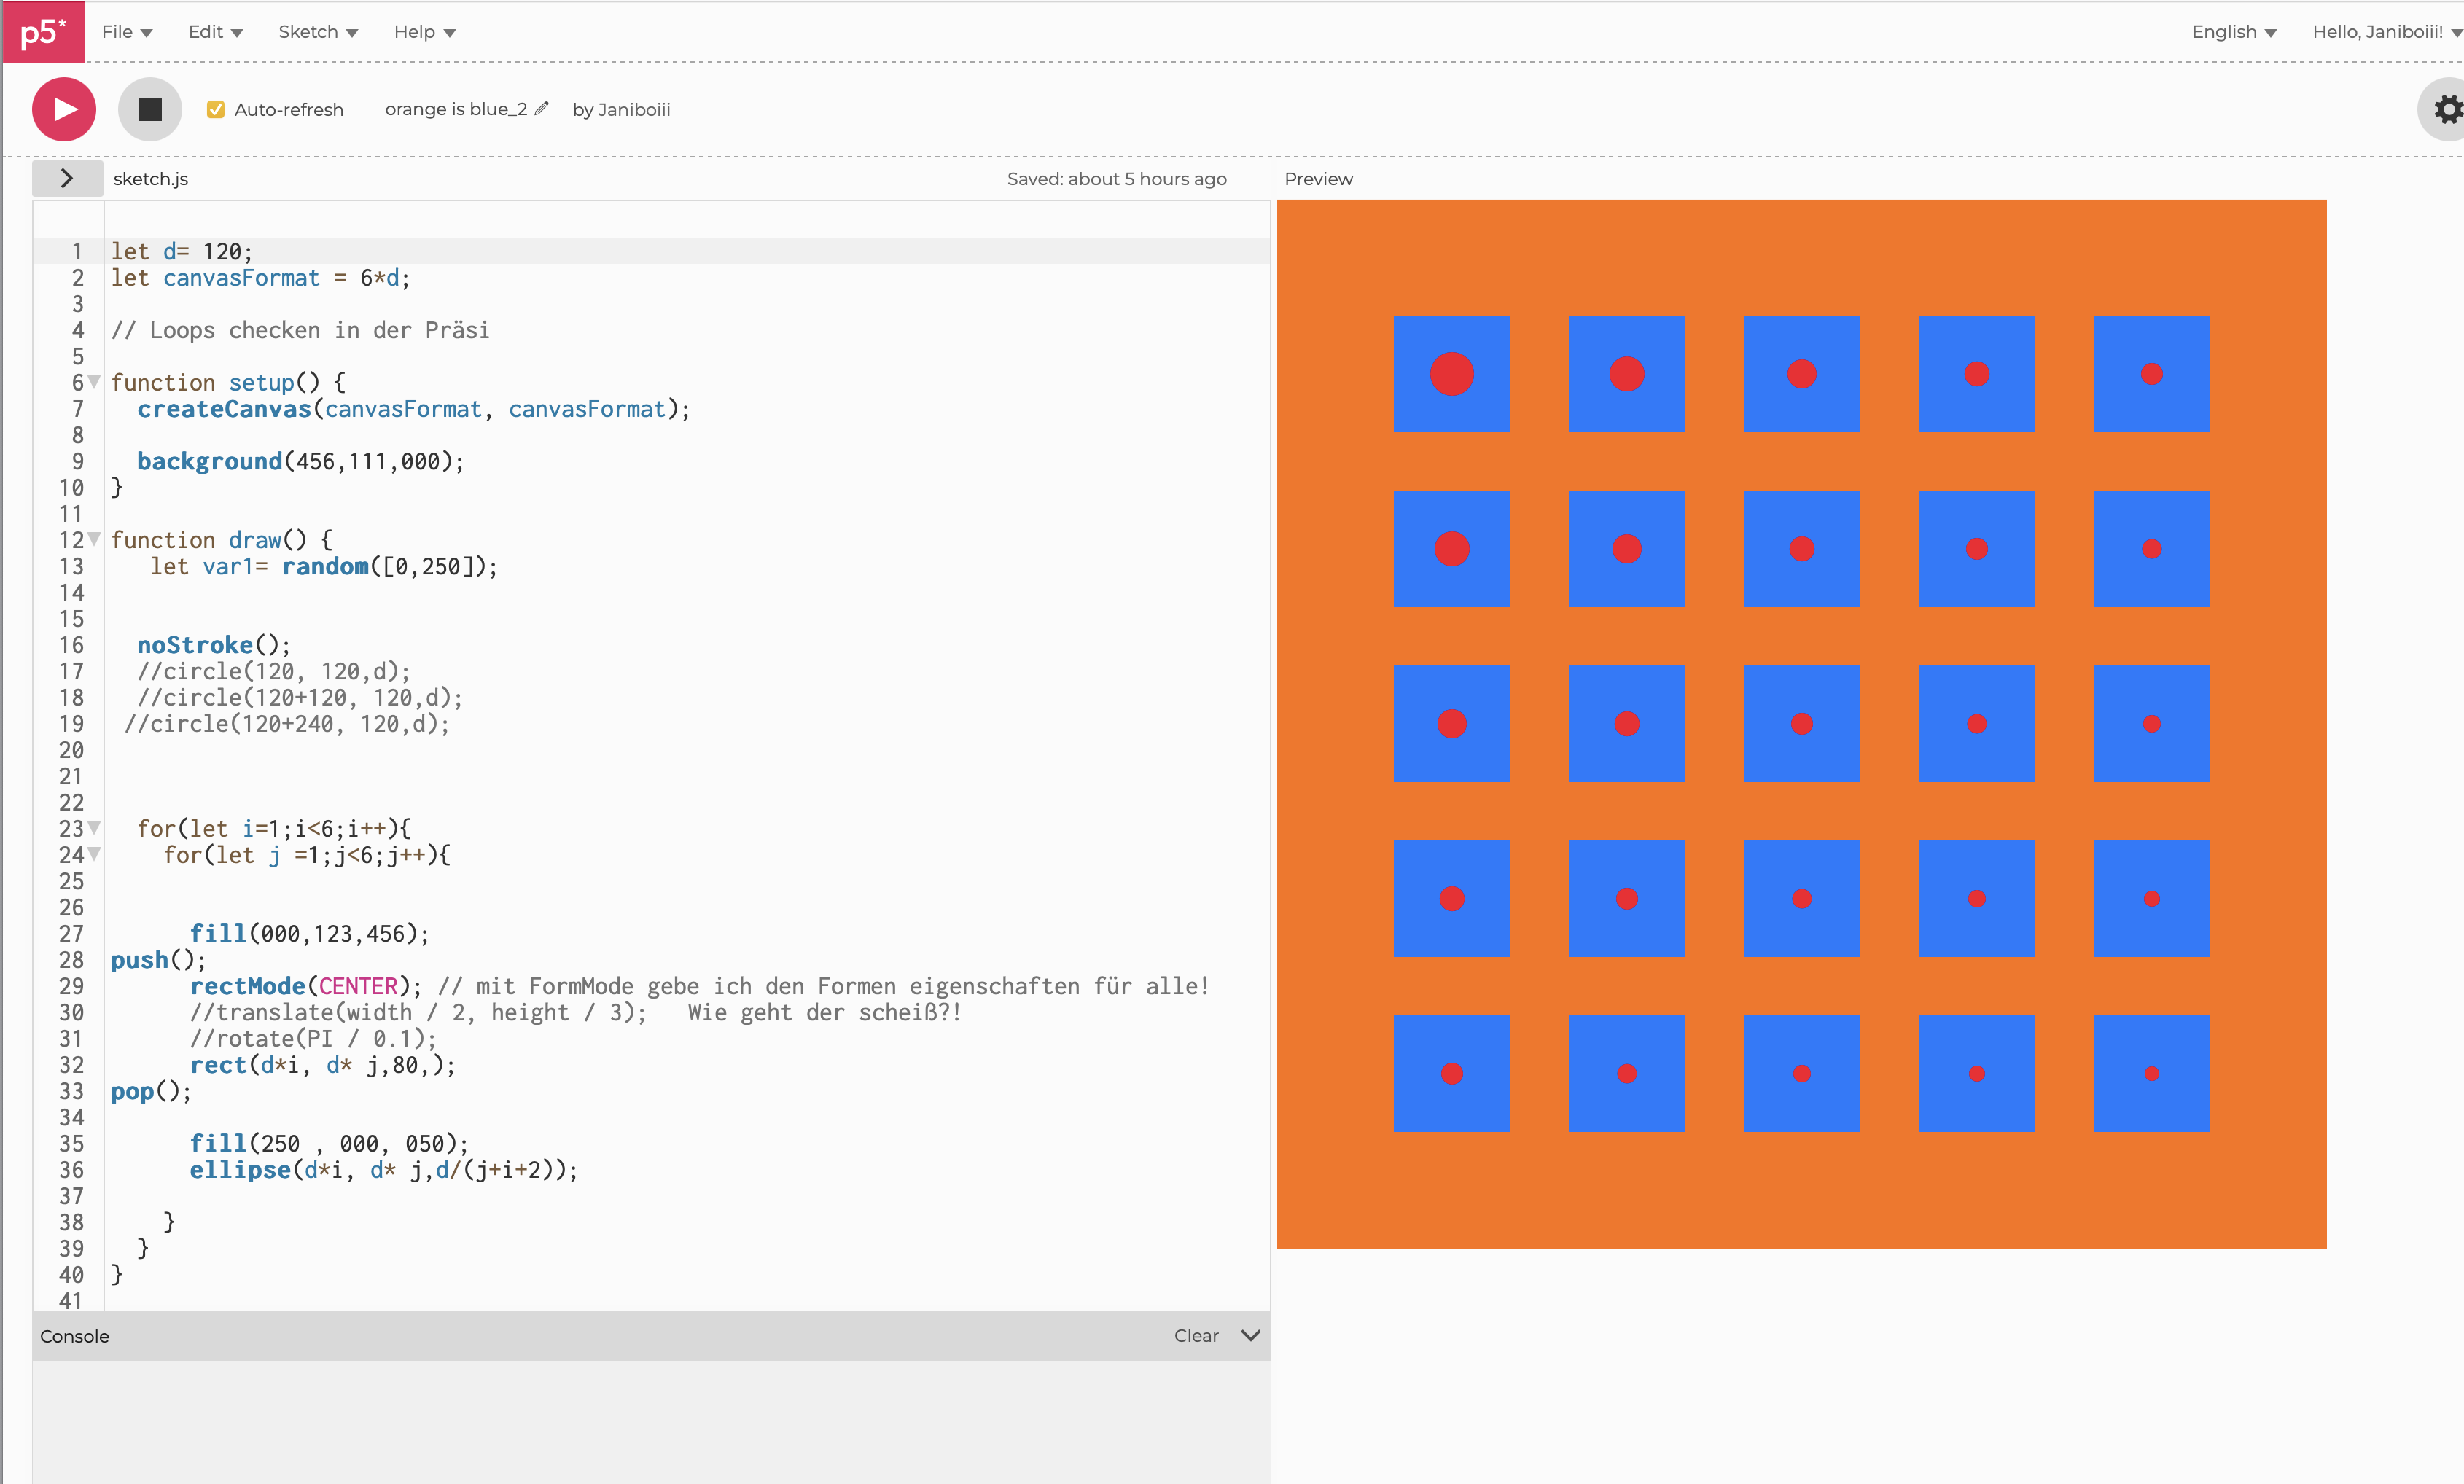 p5* File Edit Sketch Help English Hello, Janiboiii!
Auto-refresh orange is blue_2 by Janiboiii
sketch.js Saved: about 5 hours ago Preview
1 let d= 120;
2 let canvasFormat = 6*d;
3
4 // Loops checken in der Präsi
5
6 function setup() {
7 createCanvas(canvasFormat, canvasFormat);
8
9 background(456,111,000);
10 }
11
12 function draw() {
13 let var1= random([0,250]);
14
15
16 noStroke();
17 //circle(120, 120,d);
18 //circle(120+120, 120,d);
19 //circle(120+240, 120,d);
20
21
22
23 for(let i=1;i<6;i++){
24 for(let j =1;j<6;j++){
25
26
27 fill(000,123,456);
28 push();
29 rectMode(CENTER); // mit FormMode gebe ich den Formen eigenschaften für alle!
30 //translate(width / 2, height / 3); Wie geht der scheiß?!
31 //rotate(PI / 0.1);
32 rect(d*i, d* j,80,);
33 pop();
34
35 fill(250 , 000, 050);
36 ellipse(d*i, d* j,d/(j+i+2));
37
38 }
39 }
40 }
41
Console Clear